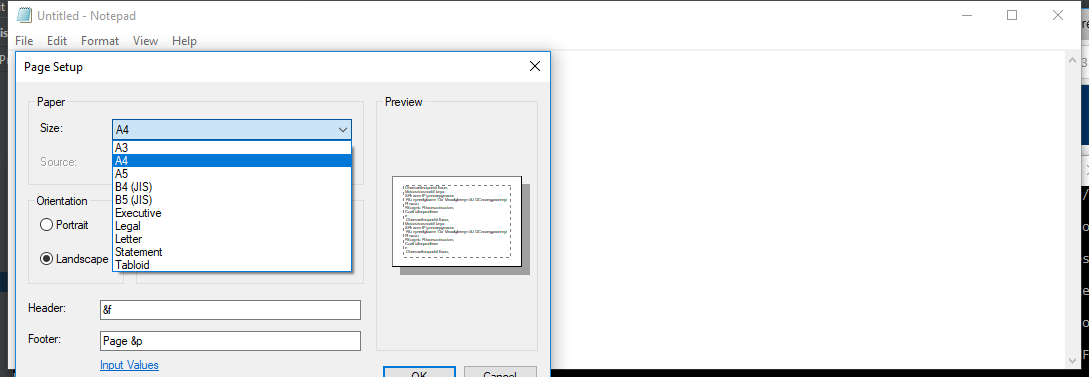 Untitled - Notepad
File Edit Format View Help
Page Setup
Paper
Size: A4
A3
A4
A5
B4 (JIS)
B5 (JIS)
Executive
Legal
Letter
Statement
Tabloid
Source:
Orientation
Portrait
Landscape
Preview
Header: &f
Footer: Page &p
Input Values
OK Cancel